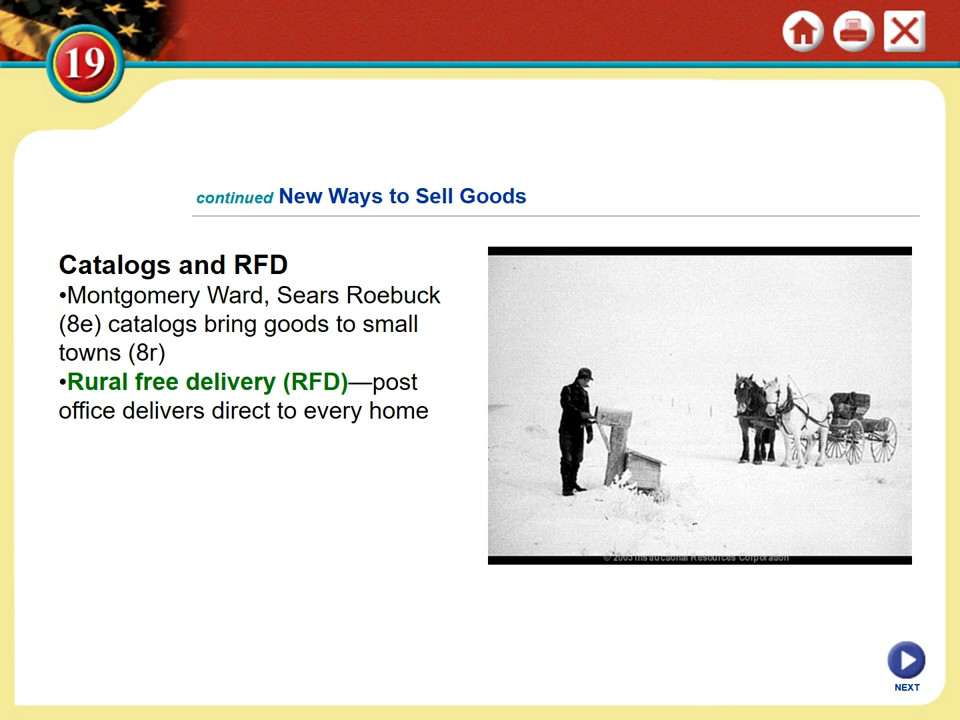 19
continued New Ways to Sell Goods
Catalogs and RFD
•Montgomery Ward, Sears Roebuck
(8e) catalogs bring goods to small
towns (8r)
•Rural free delivery (RFD)—post
office delivers direct to every home
© 2003 Instructional Resources Corporation
NEXT